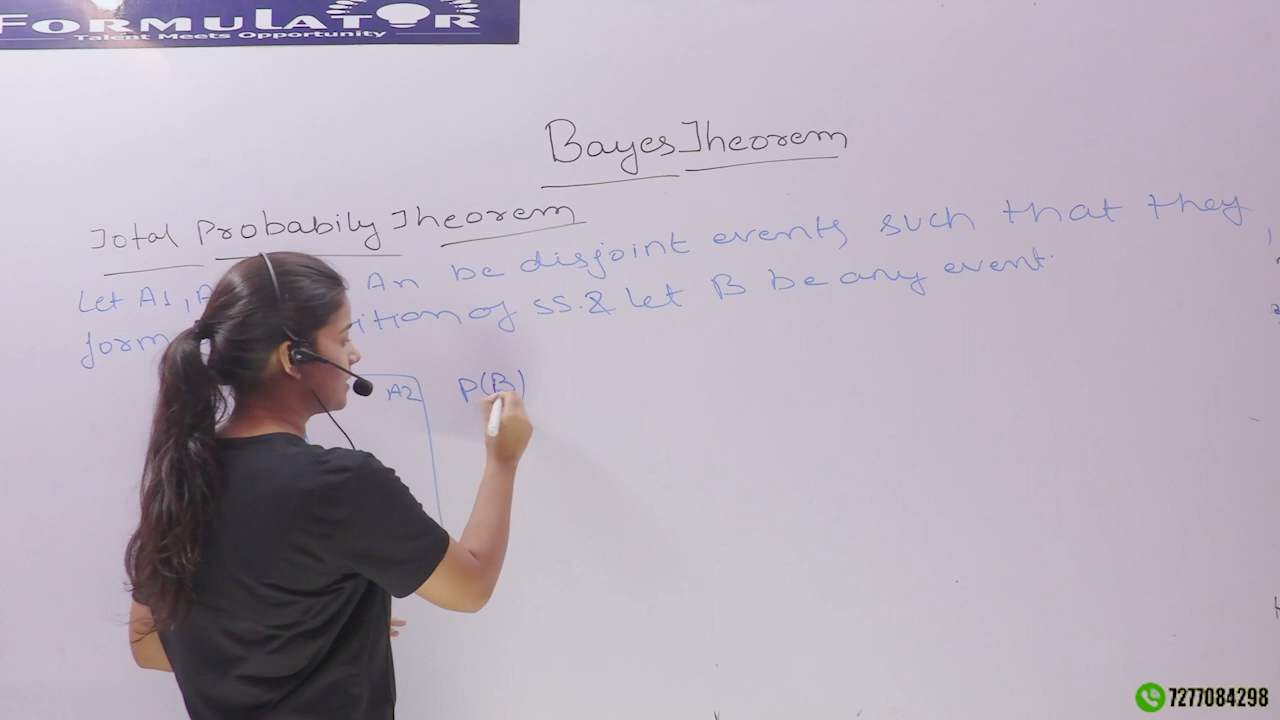 FORMULATOR
Talent Meets Opportunity
Bayes Theorem
Total Probabily Theorem
Let A1, An be disjoint events such that they
form ition of SS. & let B be any event.
A2 P(B)
7277084298